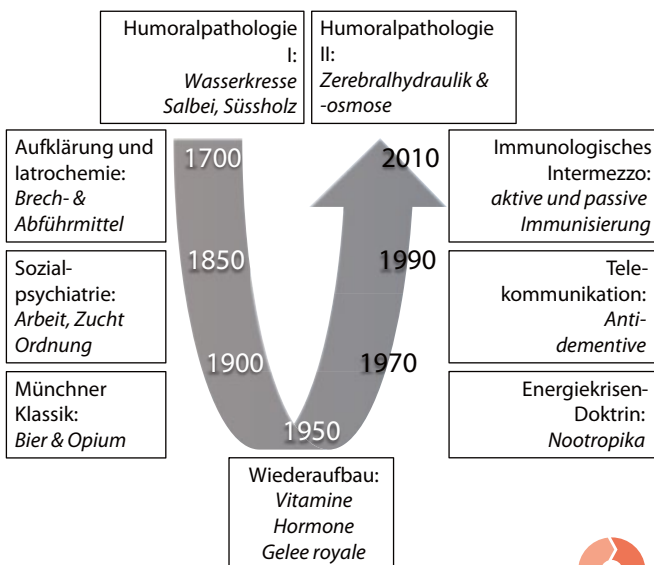 Humoralpathologie
I:
Wasserkresse
Salbei, Süssholz
Humoralpathologie
II:
Zerebralhydraulik &
-osmose
Aufklärung und
Iatrochemie:
Brech- &
Abführmittel
1700
2010
Immunologisches
Intermezzo:
aktive und passive
Immunisierung
Sozial-
psychiatrie:
Arbeit, Zucht
Ordnung
1850
1990
Tele-
kommunikation:
Anti-
dementive
Münchner
Klassik:
Bier & Opium
1900
1970
Energiekrisen-
Doktrin:
Nootropika
1950
Wiederaufbau:
Vitamine
Hormone
Gelee royale